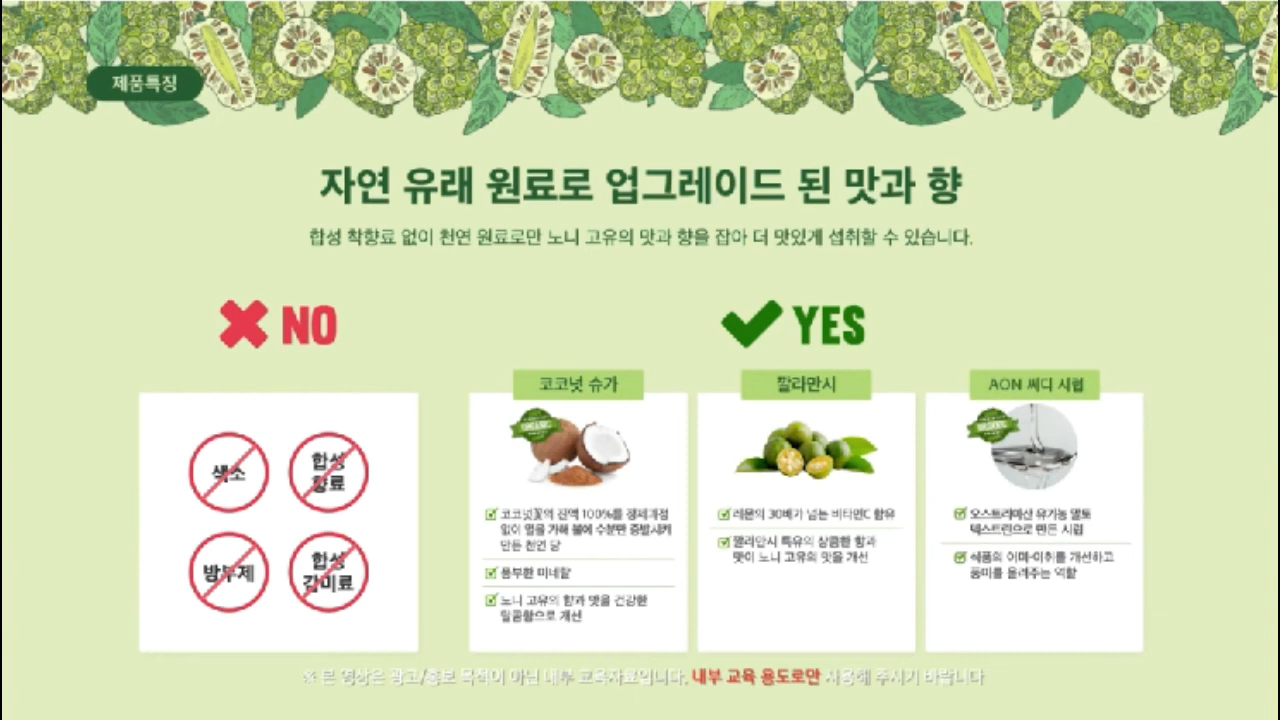 제품특징
자연 유래 원료로 업그레이드 된 맛과 향
합성 착향료 없이 천연 원료로만 노니 고유의 맛과 향을 잡아 더 맛있게 섭취할 수 있습니다.
NO
YES
색소
합성
향료
방부제
합성
감미료
코코넛 슈가
ORGANIC
코코넛꽃의 진액 100%를 정제과정
없이 열을 가해 불에 수분만 증발시켜
만든 천연 당
풍부한 미네랄
노니 고유의 향과 맛을 건강한
달콤함으로 개선
깔라만시
레몬의 30배가 넘는 비타민C 함유
깔라만시 특유의 상큼한 향과
맛이 노니 고유의 맛을 개선
AON 씨디 시럽
ORGANIC
오스트리아산 유기농 말토
덱스트린으로 만든 시럽
식품의 이미·이취를 개선하고
풍미를 올려주는 역할
※ 본 영상은 광고/홍보 목적이 아닌 내부 교육자료입니다. 내부 교육 용도로만 사용해 주시기 바랍니다